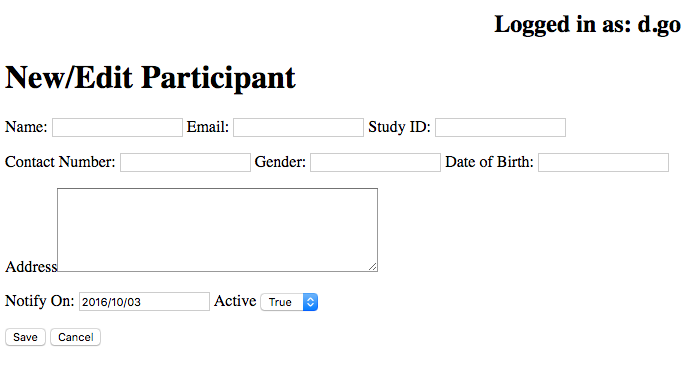 Logged in as: d.go
New/Edit Participant
Name: Email: Study ID:
Contact Number: Gender: Date of Birth:
Address
Notify On: 2016/10/03 Active True
Save Cancel